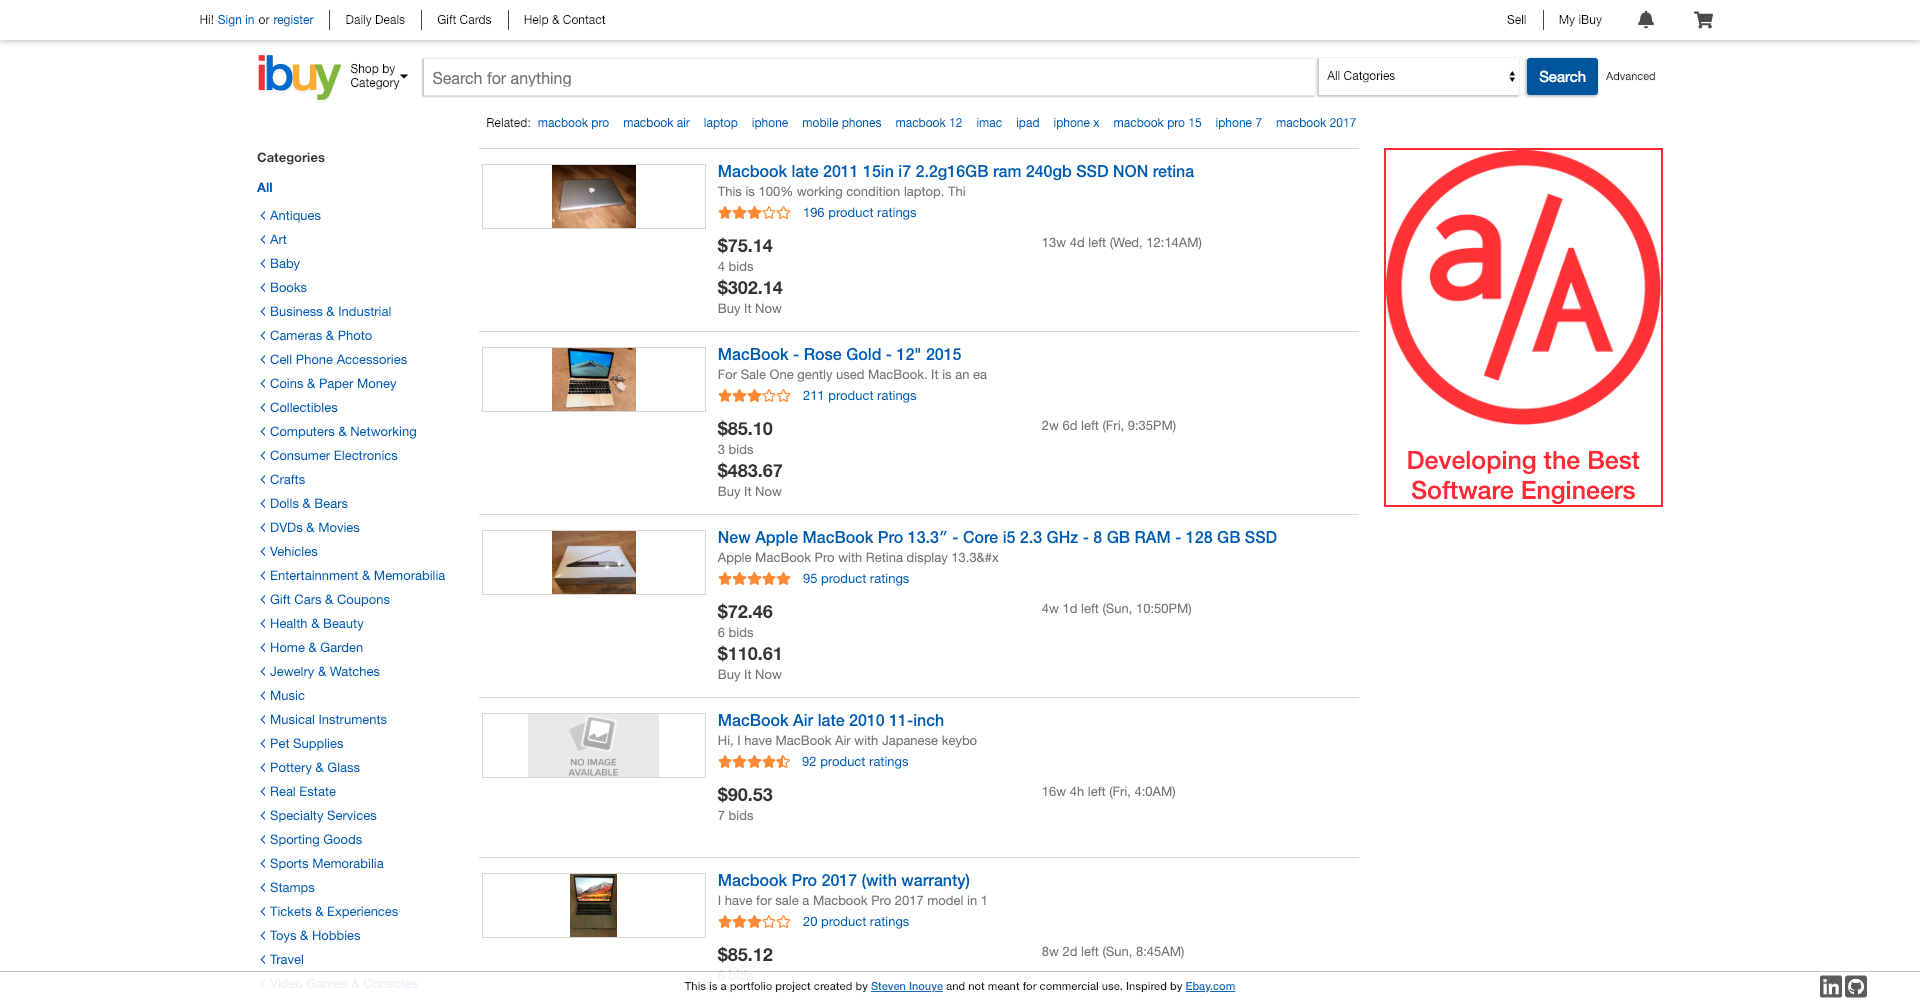 Hi! Sign in or register
Daily Deals
Gift Cards
Help & Contact
Sell
My iBuy
ibuy
Shop by
Category
Search for anything
All Catgories
Search
Advanced
Related: macbook pro macbook air laptop iphone mobile phones macbook 12 imac ipad iphone x macbook pro 15 iphone 7 macbook 2017
Categories
All
Antiques
Art
Baby
Books
Business & Industrial
Cameras & Photo
Cell Phone Accessories
Coins & Paper Money
Collectibles
Computers & Networking
Consumer Electronics
Crafts
Dolls & Bears
DVDs & Movies
Vehicles
Entertainnment & Memorabilia
Gift Cars & Coupons
Health & Beauty
Home & Garden
Jewelry & Watches
Music
Musical Instruments
Pet Supplies
Pottery & Glass
Real Estate
Specialty Services
Sporting Goods
Sports Memorabilia
Stamps
Tickets & Experiences
Toys & Hobbies
Travel
Video Games & Consoles
Macbook late 2011 15in i7 2.2g16GB ram 240gb SSD NON retina
This is 100% working condition laptop. Thi
196 product ratings
$75.14
13w 4d left (Wed, 12:14AM)
4 bids
$302.14
Buy It Now
MacBook - Rose Gold - 12" 2015
For Sale One gently used MacBook. It is an ea
211 product ratings
$85.10
2w 6d left (Fri, 9:35PM)
3 bids
$483.67
Buy It Now
New Apple MacBook Pro 13.3″ - Core i5 2.3 GHz - 8 GB RAM - 128 GB SSD
Apple MacBook Pro with Retina display 13.3&#x
95 product ratings
$72.46
4w 1d left (Sun, 10:50PM)
6 bids
$110.61
Buy It Now
NO IMAGE
AVAILABLE
MacBook Air late 2010 11-inch
Hi, I have MacBook Air with Japanese keybo
92 product ratings
$90.53
16w 4h left (Fri, 4:0AM)
7 bids
Macbook Pro 2017 (with warranty)
I have for sale a Macbook Pro 2017 model in 1
20 product ratings
$85.12
8w 2d left (Sun, 8:45AM)
6 bids
a/A
Developing the Best
Software Engineers
This is a portfolio project created by Steven Inouye and not meant for commercial use. Inspired by Ebay.com
in